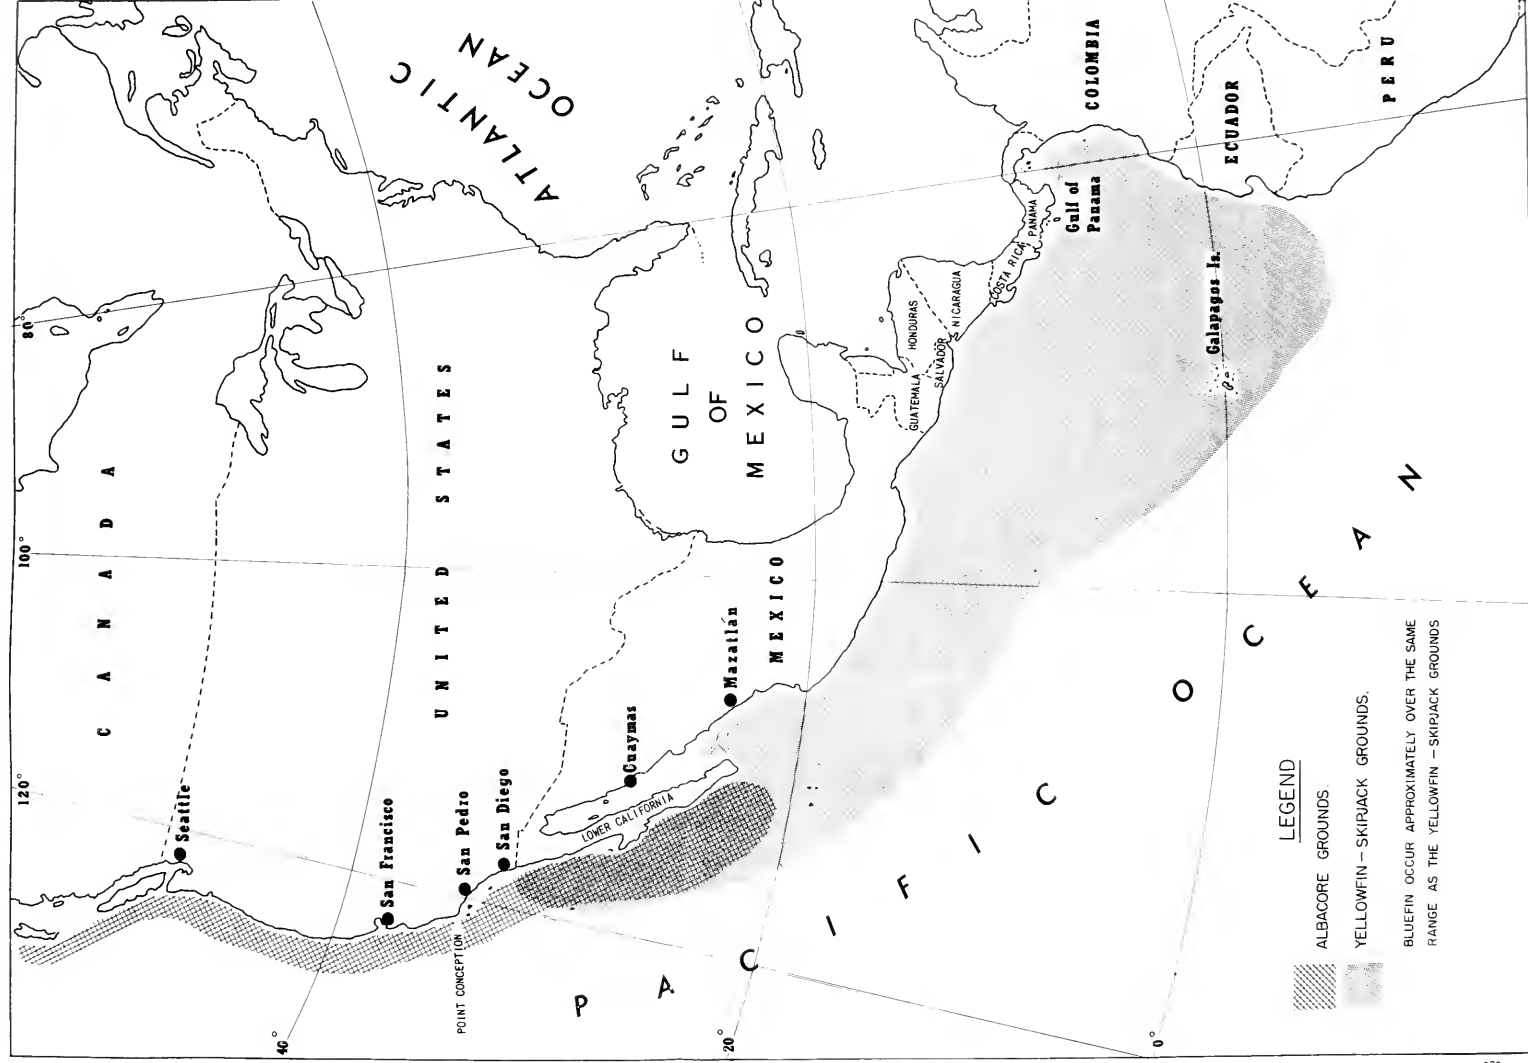 ATLANTIC
OCEAN
CANADA
UNITED STATES
GULF
OF
MEXICO
MEXICO
80°
100°
120°
40°
20°
0°
Seattle
San Francisco
San Pedro
San Diego
Guaymas
Mazatlán
POINT CONCEPTION
LOWER CALIFORNIA
GUATEMALA
HONDURAS
SALVADOR
NICARAGUA
COSTA RICA
PANAMA
Gulf of
Panama
COLOMBIA
ECUADOR
PERU
Galapagos Is.
PACIFIC OCEAN
LEGEND
ALBACORE GROUNDS.
YELLOWFIN – SKIPJACK GROUNDS.
BLUEFIN OCCUR APPROXIMATELY OVER THE SAME
RANGE AS THE YELLOWFIN – SKIPJACK GROUNDS